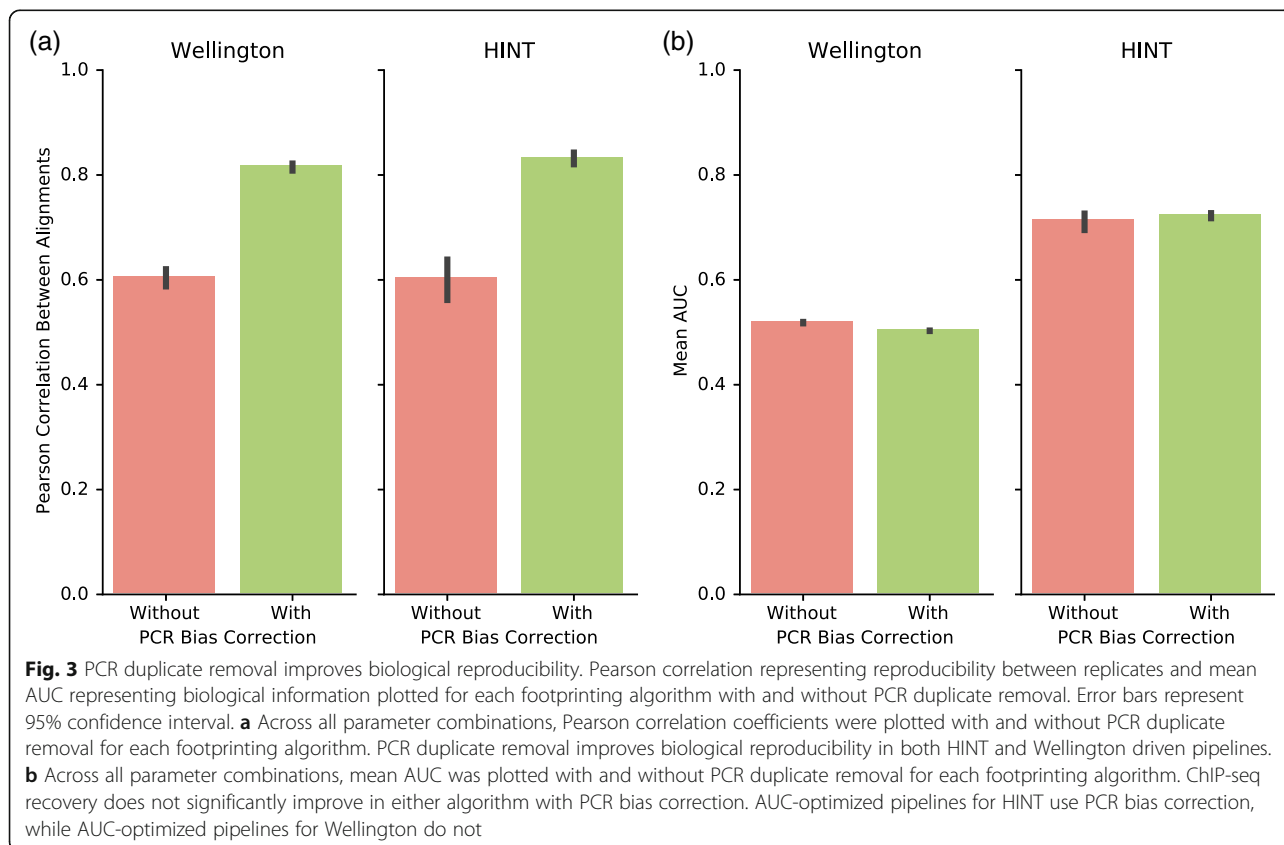 (a)
Wellington
HINT
1.0
0.8
0.6
0.4
0.2
0.0
Pearson Correlation Between Alignments
Without
With
PCR Bias Correction
Without
With
PCR Bias Correction
(b)
Wellington
HINT
1.0
0.8
0.6
0.4
0.2
0.0
Mean AUC
Without
With
PCR Bias Correction
Without
With
PCR Bias Correction
Fig. 3 PCR duplicate removal improves biological reproducibility. Pearson correlation representing reproducibility between replicates and mean
AUC representing biological information plotted for each footprinting algorithm with and without PCR duplicate removal. Error bars represent
95% confidence interval. a Across all parameter combinations, Pearson correlation coefficients were plotted with and without PCR duplicate
removal for each footprinting algorithm. PCR duplicate removal improves biological reproducibility in both HINT and Wellington driven pipelines.
b Across all parameter combinations, mean AUC was plotted with and without PCR duplicate removal for each footprinting algorithm. ChIP-seq
recovery does not significantly improve in either algorithm with PCR bias correction. AUC-optimized pipelines for HINT use PCR bias correction,
while AUC-optimized pipelines for Wellington do not